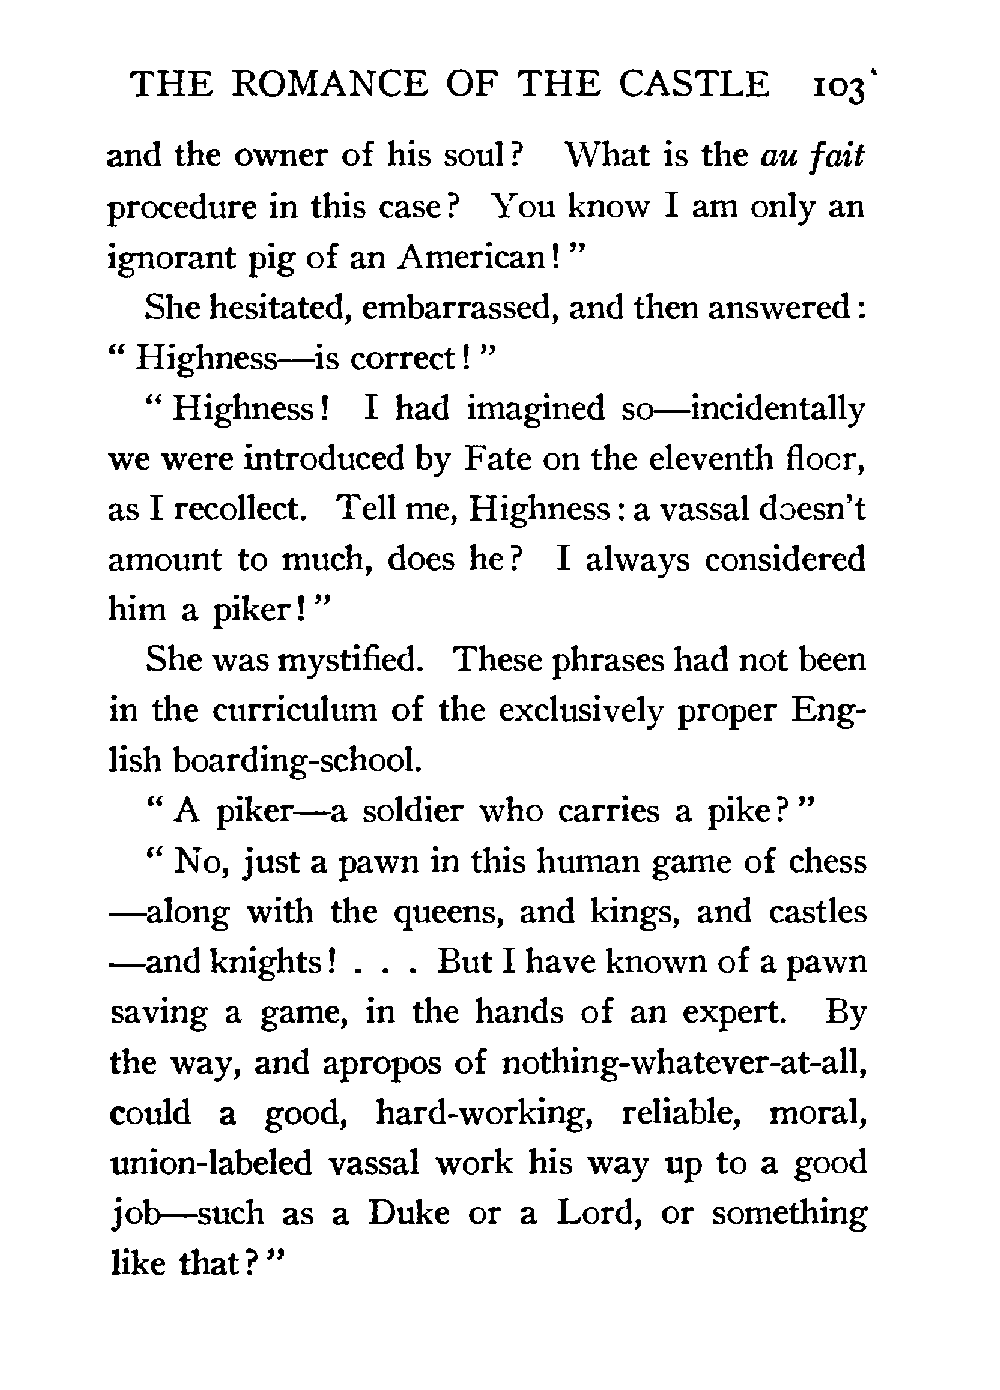 THE ROMANCE OF THE CASTLE 103
and the owner of his soul? What is the au fait
procedure in this case? You know I am only an
ignorant pig of an American!"
She hesitated, embarrassed, and then answered:
"Highness—is correct!"
"Highness! I had imagined so—incidentally
we were introduced by Fate on the eleventh floor,
as I recollect. Tell me, Highness: a vassal doesn't
amount to much, does he? I always considered
him a piker!"
She was mystified. These phrases had not been
in the curriculum of the exclusively proper Eng-
lish boarding-school.
"A piker—a soldier who carries a pike?"
"No, just a pawn in this human game of chess
—along with the queens, and kings, and castles
—and knights! . . . But I have known of a pawn
saving a game, in the hands of an expert. By
the way, and apropos of nothing-whatever-at-all,
could a good, hard-working, reliable, moral,
union-labeled vassal work his way up to a good
job—such as a Duke or a Lord, or something
like that?"